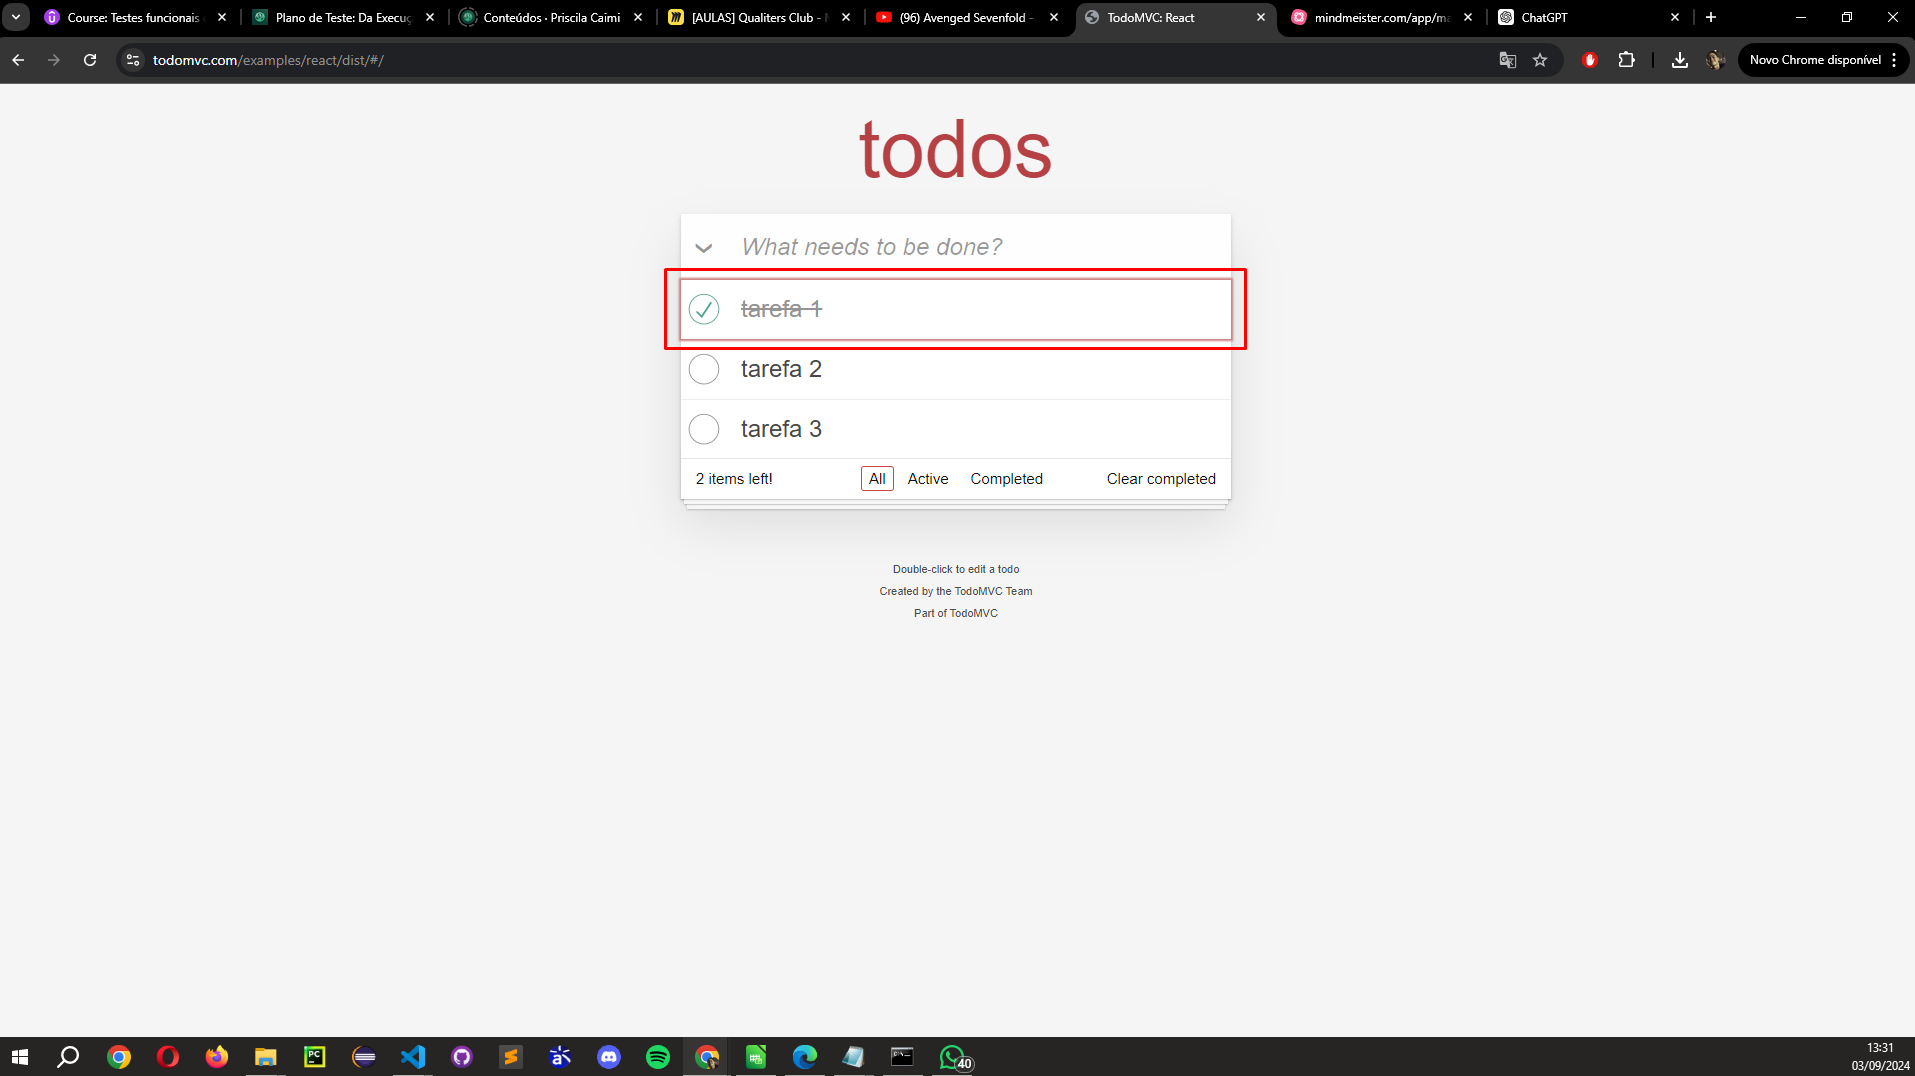 Course: Testes funcionais
Plano de Teste: Da Execuç
Conteúdos · Priscila Caimi
[AULAS] Qualiters Club -
(96) Avenged Sevenfold -
TodoMVC: React
mindmeister.com/app/ma
ChatGPT
todomvc.com/examples/react/dist/#/
Novo Chrome disponível
todos
What needs to be done?
tarefa 1
tarefa 2
tarefa 3
2 items left!
All
Active
Completed
Clear completed
Double-click to edit a todo
Created by the TodoMVC Team
Part of TodoMVC
PC
40
13:31
03/09/2024